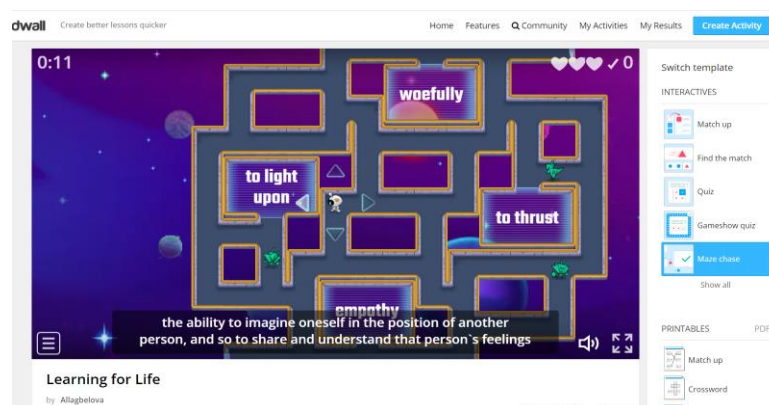 dwall
Create better lessons quicker
Home Features Community My Activities My Results Create Activity
0:11
✓ 0
woefully
to light
upon
to thrust
empathy
the ability to imagine oneself in the position of another
person, and so to share and understand that person`s feelings
Learning for Life
by Allagbelova
Switch template
INTERACTIVES
Match up
Find the match
Quiz
Gameshow quiz
Maze chase
Show all
PRINTABLES PDF
Match up
Crossword